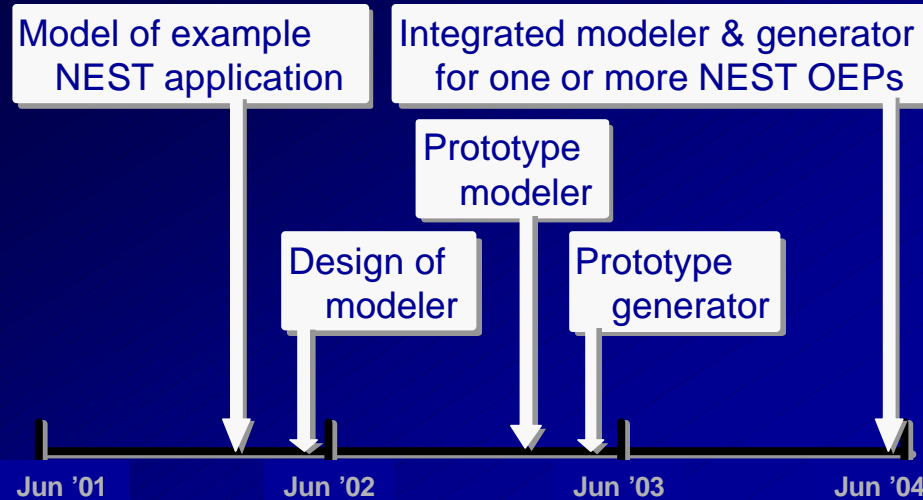 Model of example
NEST application
Integrated modeler & generator
for one or more NEST OEPs
Prototype
modeler
Design of
modeler
Prototype
generator
Jun ’01
Jun ’02
Jun ’03
Jun ’04